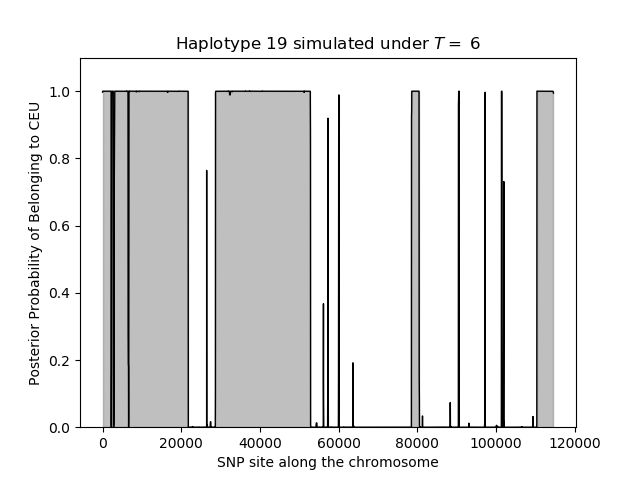 Haplotype 19 simulated under T = 6
Posterior Probability of Belonging to CEU
1.0
0.8
0.6
0.4
0.2
0.0
0 20000 40000 60000 80000 100000 120000
SNP site along the chromosome